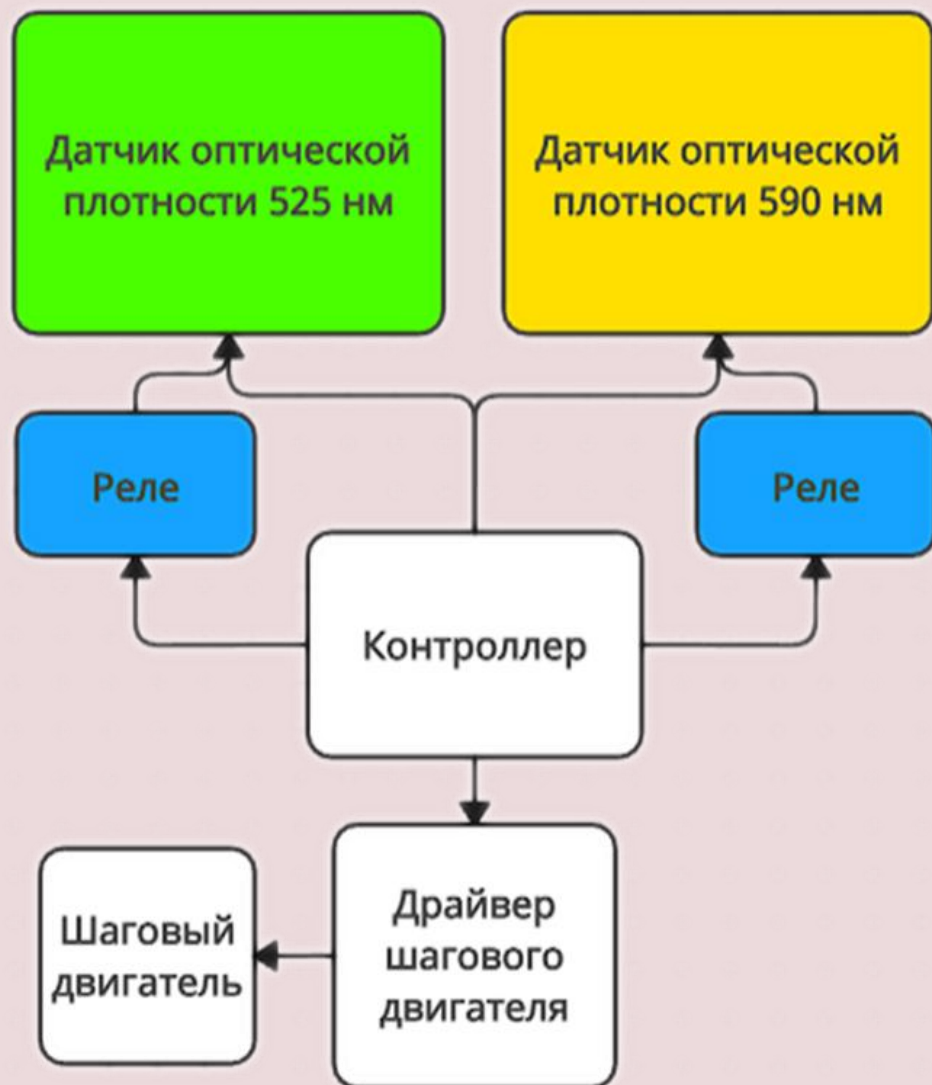 Датчик оптической
плотности 525 нм
Датчик оптической
плотности 590 нм
Реле
Реле
Контроллер
Шаговый
двигатель
Драйвер
шагового
двигателя